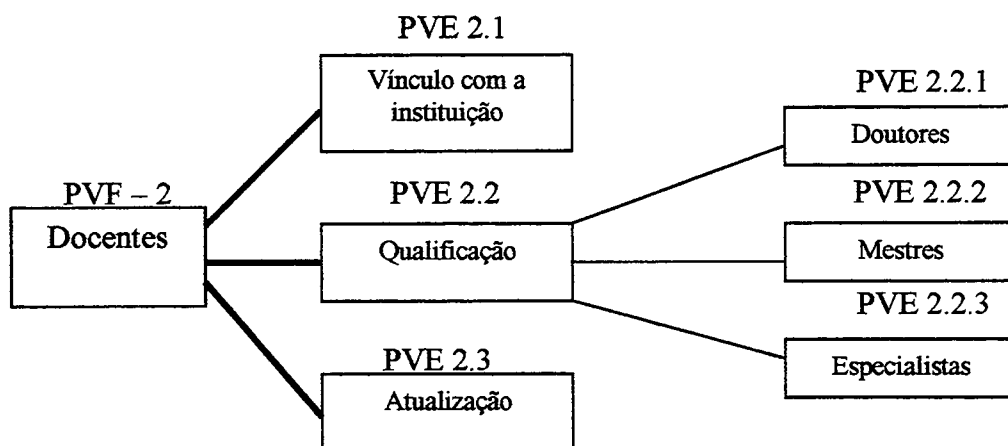 PVE 2.1
Vínculo com a
instituição
PVE 2.2.1
Doutores
PVF – 2
Docentes
PVE 2.2
Qualificação
PVE 2.2.2
Mestres
PVE 2.2.3
Especialistas
PVE 2.3
Atualização